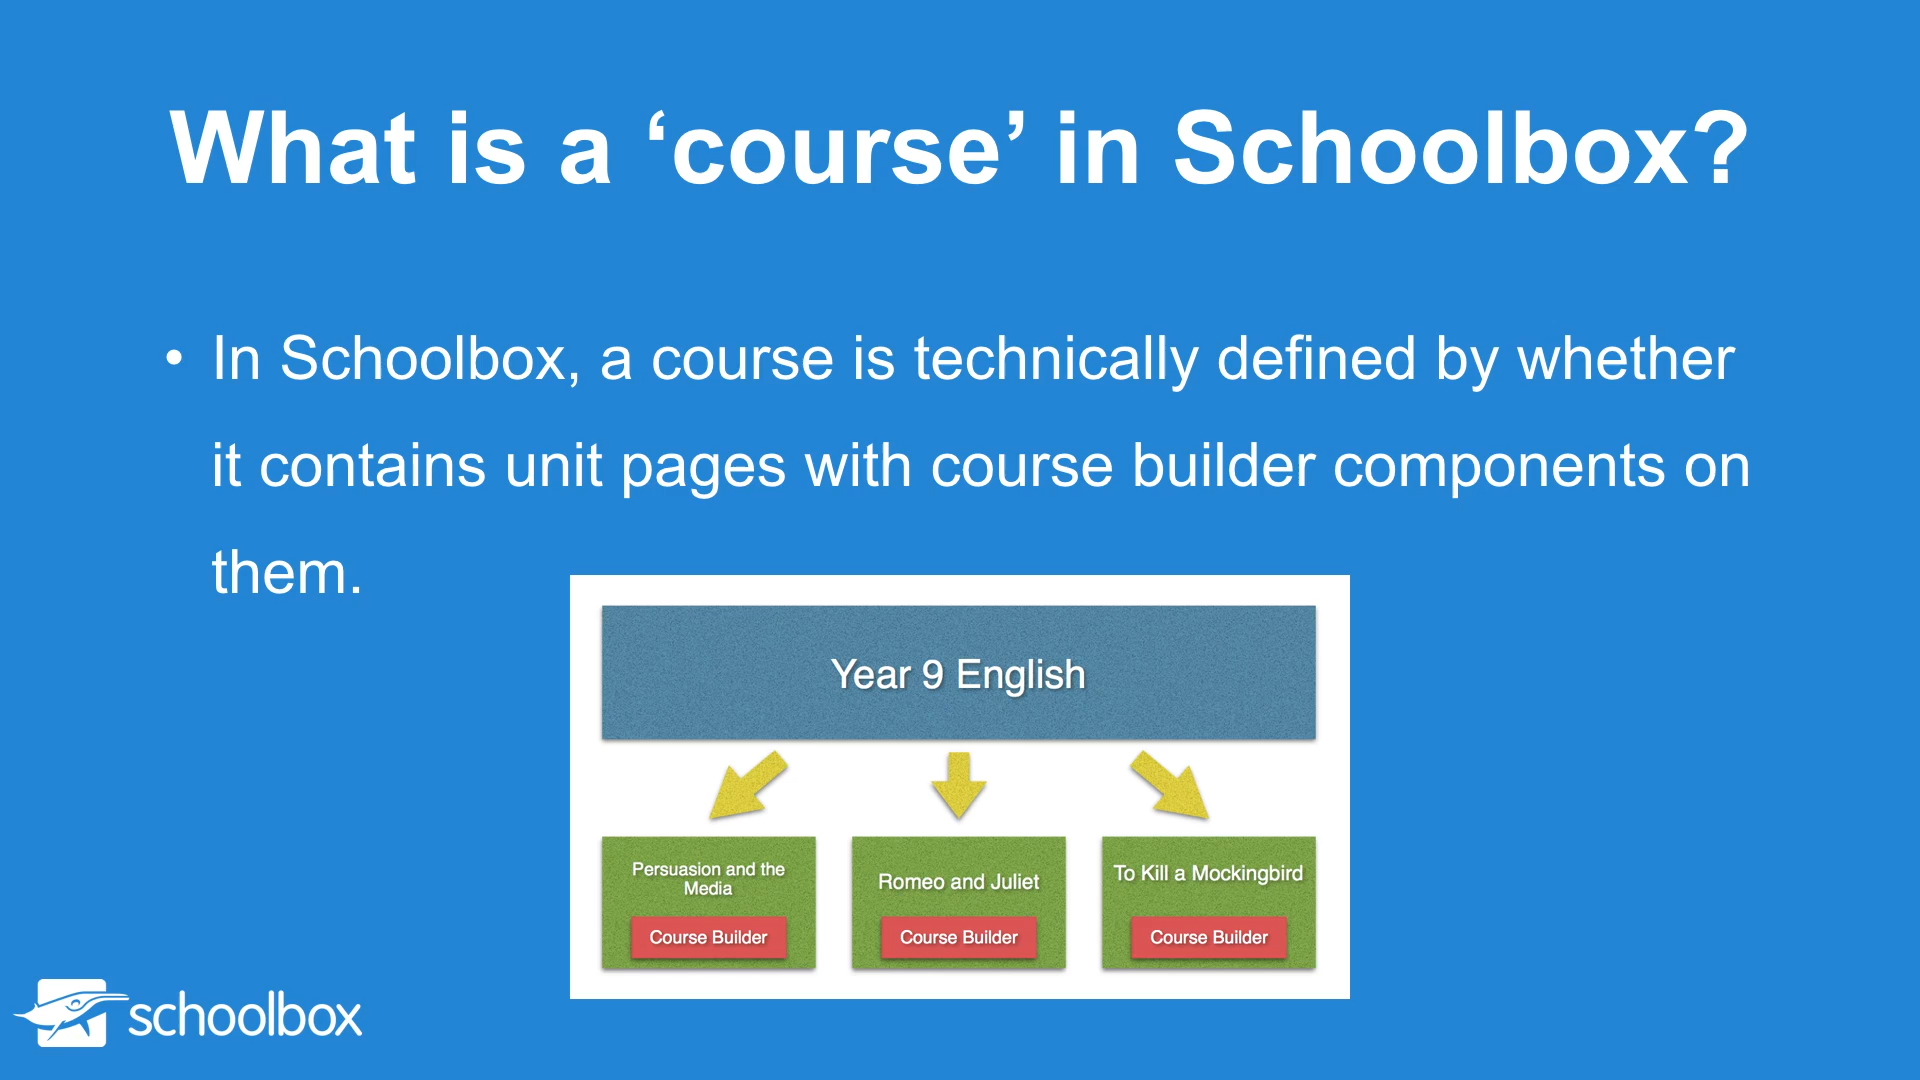 What is a ‘course’ in Schoolbox?
• In Schoolbox, a course is technically defined by whether
it contains unit pages with course builder components on
them.
Year 9 English
Persuasion and the
Media
Course Builder
Romeo and Juliet
Course Builder
To Kill a Mockingbird
Course Builder
schoolbox